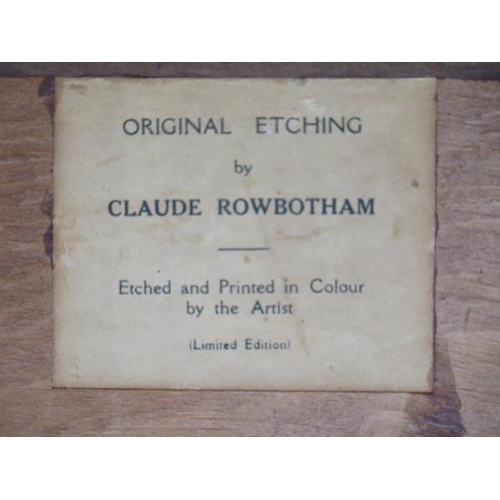 ORIGINAL ETCHING
by
CLAUDE ROWBOTHAM
Etched and Printed in Colour
by the Artist
(Limited Edition)